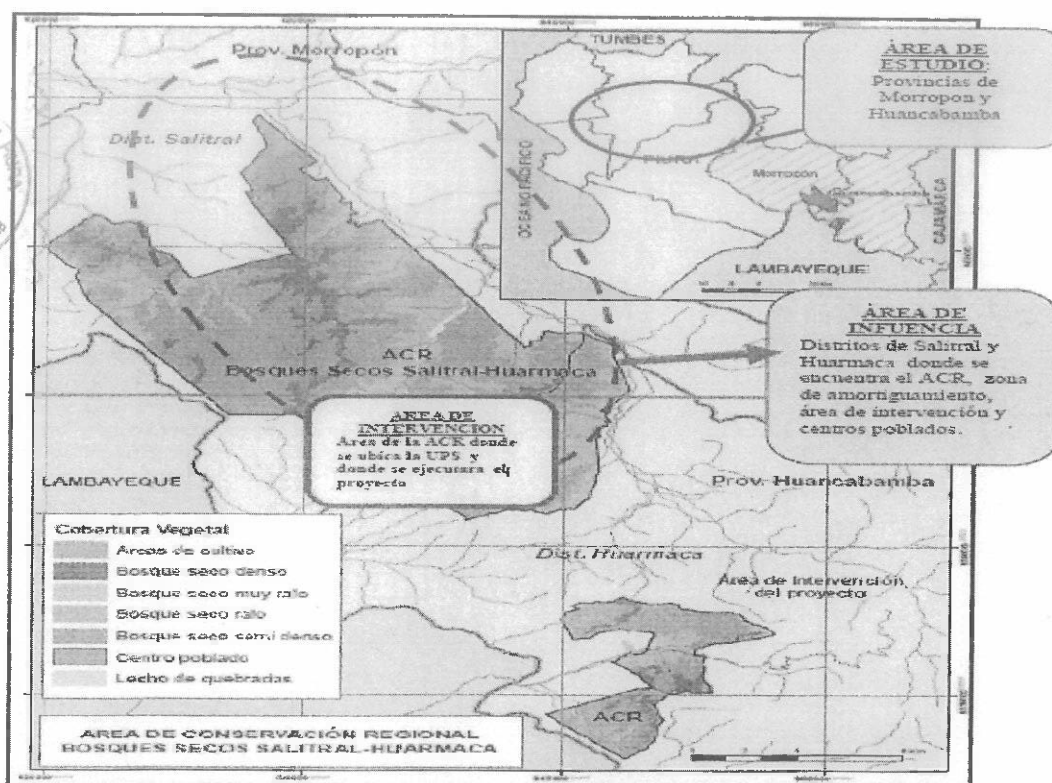 Prov. Morropón
Dist. Salitral
TUMBES
OCEANO PACIFICO
PIURA
Morropón
CAJAMARCA
LAMBAYEQUE
ÁREA DE
ESTUDIO:
Provincias de
Morropon y
Huancabamba
ACR
Bosques Secos Salitral-Huarmaca
ÁREA DE
INFUENCIA
Distritos de Salitral y
Huarmaca donde se
encuentra el ACR, zona
de amortiguamiento,
área de intervención y
centros poblados.
AREA DE
INTERVENCION
Area de la ACR donde
se ubica la UPS y
donde se ejecutara el
proyecto
LAMBAYEQUE
Prov. Huancabamba
Cobertura Vegetal
Areas de cultivo
Bosque seco denso
Bosque seco muy ralo
Bosque seco ralo
Bosque seco semi denso
Centro poblado
Lecho de quebradas
Dist. Huarmaca
Área de Intervención
del proyecto
ACR
AREA DE CONSERVACIÓN REGIONAL
BOSQUES SECOS SALITRAL-HUARMACA